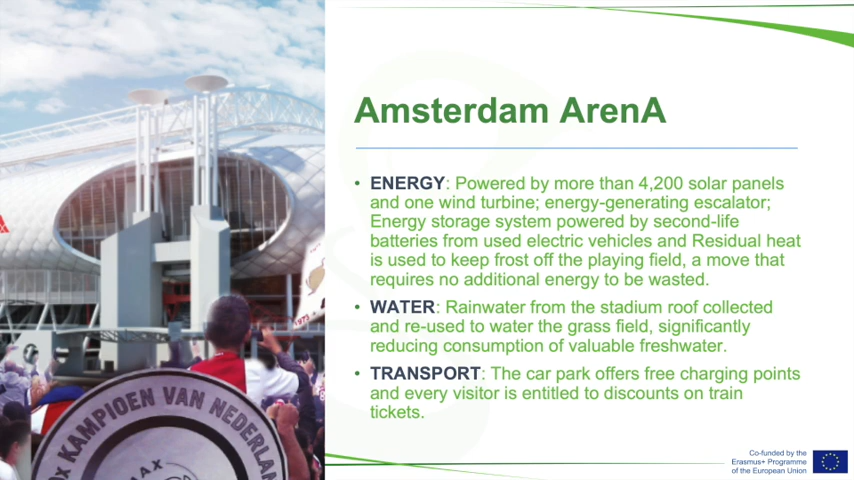 Amsterdam ArenA
• ENERGY: Powered by more than 4,200 solar panels
and one wind turbine; energy-generating escalator;
Energy storage system powered by second-life
batteries from used electric vehicles and Residual heat
is used to keep frost off the playing field, a move that
requires no additional energy to be wasted.
• WATER: Rainwater from the stadium roof collected
and re-used to water the grass field, significantly
reducing consumption of valuable freshwater.
• TRANSPORT: The car park offers free charging points
and every visitor is entitled to discounts on train
tickets.
KAMPIOEN VAN NEDERLAN
Co-funded by the
Erasmus+ Programme
of the European Union